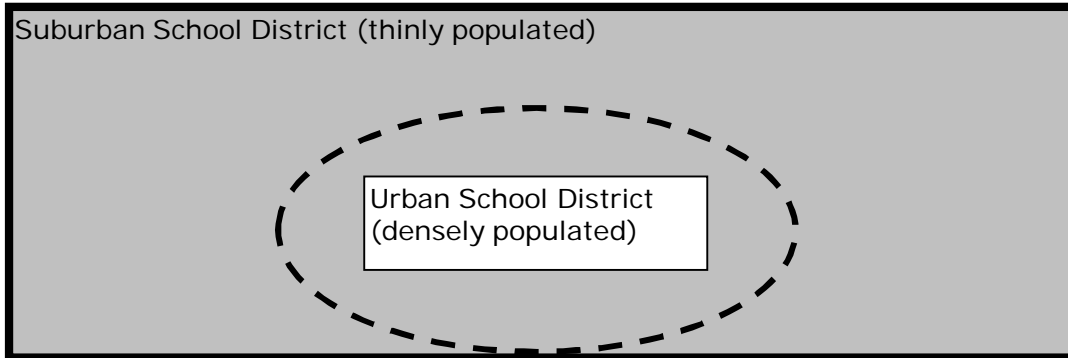 Suburban School District (thinly populated)
Urban School District
(densely populated)